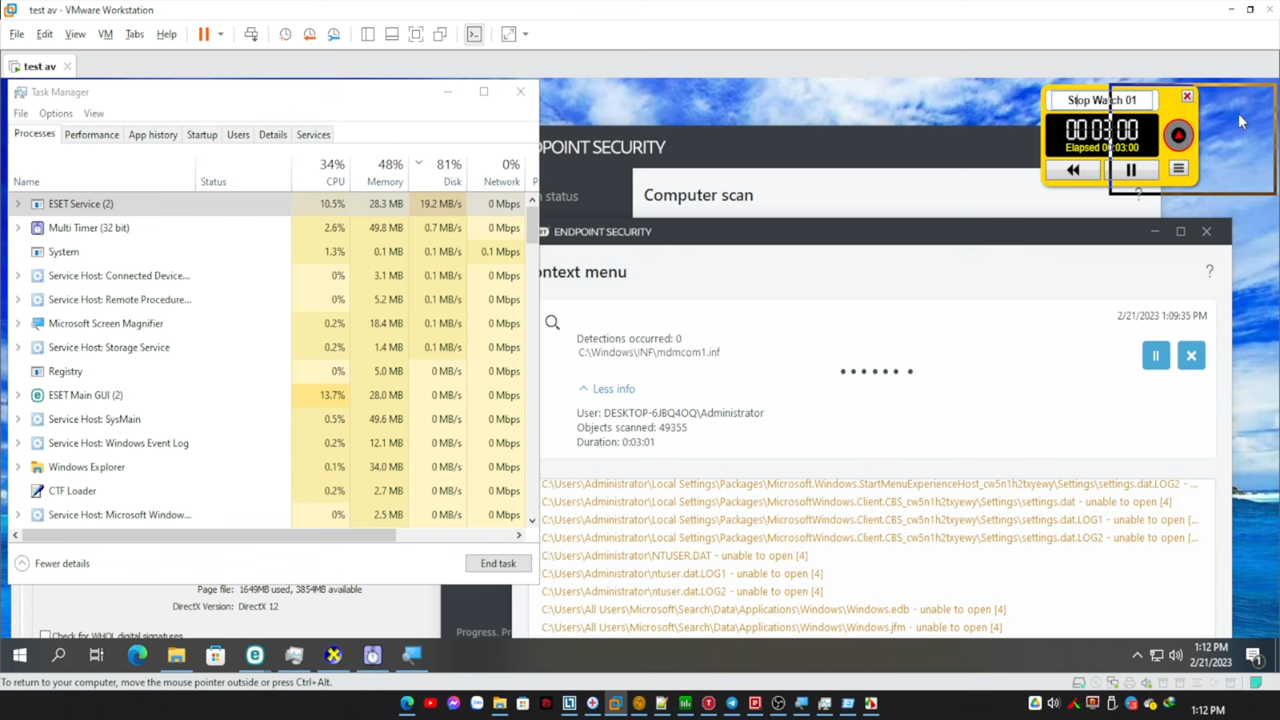 test av - VMware Workstation
File Edit View VM Tabs Help
test av
Task Manager
File Options View
Processes Performance App history Startup Users Details Services
34% 48% 81% 0%
Name Status CPU Memory Disk Network P
ESET Service (2) 10.5% 28.3 MB 19.2 MB/s 0 Mbps
Multi Timer (32 bit) 2.6% 49.8 MB 0.7 MB/s 0 Mbps
System 1.3% 0.1 MB 0.1 MB/s 0.1 Mbps
Service Host: Connected Device... 0% 3.1 MB 0.1 MB/s 0 Mbps
Service Host: Remote Procedure... 0% 5.2 MB 0.1 MB/s 0 Mbps
Microsoft Screen Magnifier 0.2% 18.4 MB 0.1 MB/s 0 Mbps
Service Host: Storage Service 0.2% 1.4 MB 0.1 MB/s 0 Mbps
Registry 0% 5.0 MB 0 MB/s 0 Mbps
ESET Main GUI (2) 13.7% 28.0 MB 0 MB/s 0 Mbps
Service Host: SysMain 0.5% 49.6 MB 0 MB/s 0 Mbps
Service Host: Windows Event Log 0.2% 12.1 MB 0 MB/s 0 Mbps
Windows Explorer 0.1% 34.0 MB 0 MB/s 0 Mbps
CTF Loader 0.2% 2.7 MB 0 MB/s 0 Mbps
Service Host: Microsoft Window... 0% 2.5 MB 0 MB/s 0 Mbps
Fewer details End task
Page file: 1649MB used, 3854MB available
DirectX Version: DirectX 12
Check for WHQL digital signatures
Stop Watch 01
00 03:00
Elapsed 00:03:00
DPOINT SECURITY
n status
Computer scan
?
ENDPOINT SECURITY
ontext menu
?
2/21/2023 1:09:35 PM
Detections occurred: 0
C:\Windows\INF\mdmcom1.inf
Less info
User: DESKTOP-6JBQ4OQ\Administrator
Objects scanned: 49355
Duration: 0:03:01
C:\Users\Administrator\Local Settings\Packages\Microsoft.Windows.StartMenuExperienceHost_cw5n1h2txyewy\Settings\settings.dat.LOG2 - ...
C:\Users\Administrator\Local Settings\Packages\MicrosoftWindows.Client.CBS_cw5n1h2txyewy\Settings\settings.dat - unable to open [4]
C:\Users\Administrator\Local Settings\Packages\MicrosoftWindows.Client.CBS_cw5n1h2txyewy\Settings\settings.dat.LOG1 - unable to open [...
C:\Users\Administrator\Local Settings\Packages\MicrosoftWindows.Client.CBS_cw5n1h2txyewy\Settings\settings.dat.LOG2 - unable to open [...
C:\Users\Administrator\NTUSER.DAT - unable to open [4]
C:\Users\Administrator\ntuser.dat.LOG1 - unable to open [4]
C:\Users\Administrator\ntuser.dat.LOG2 - unable to open [4]
C:\Users\All Users\Microsoft\Search\Data\Applications\Windows\Windows.edb - unable to open [4]
C:\Users\All Users\Microsoft\Search\Data\Applications\Windows\Windows.jfm - unable to open [4]
Progress. Pr
1:12 PM
2/21/2023
1
To return to your computer, move the mouse pointer outside or press Ctrl+Alt.
1:12 PM